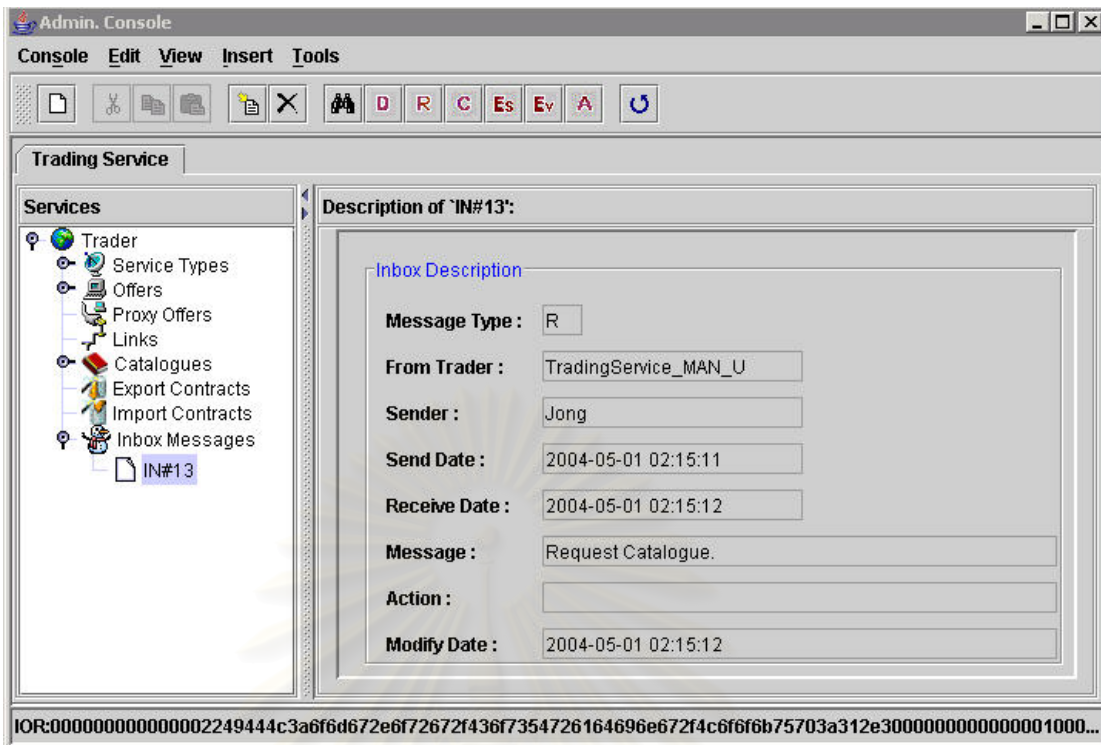 Admin. Console
Console Edit View Insert Tools
D R C Es Ev A
Trading Service
Services
Trader
Service Types
Offers
Proxy Offers
Links
Catalogues
Export Contracts
Import Contracts
Inbox Messages
IN#13
Description of `IN#13':
Inbox Description
Message Type : R
From Trader : TradingService_MAN_U
Sender : Jong
Send Date : 2004-05-01 02:15:11
Receive Date : 2004-05-01 02:15:12
Message : Request Catalogue.
Action :
Modify Date : 2004-05-01 02:15:12
IOR:000000000000002249444c3a6f6d672e6f72672f436f7354726164696e672f4c6f6f6b75703a312e3000000000000001000...